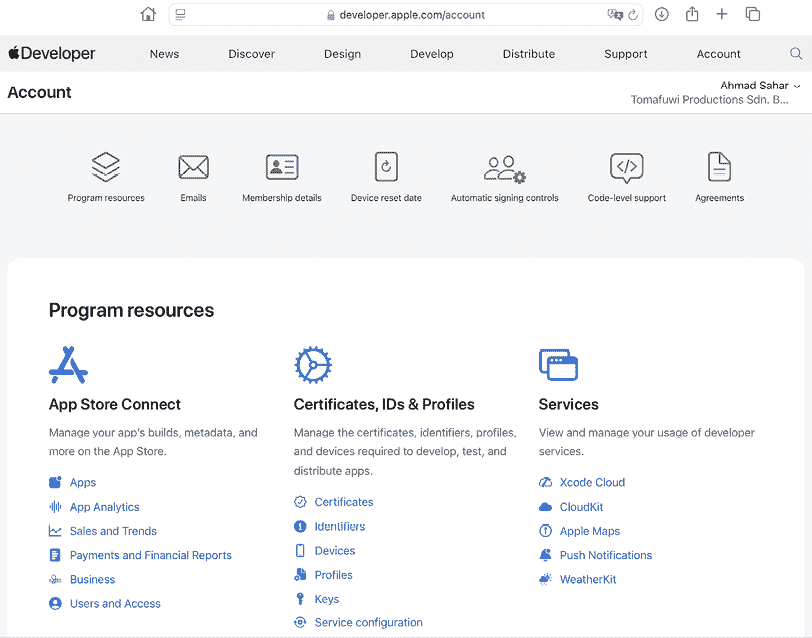 developer.apple.com/account
Developer
News
Discover
Design
Develop
Distribute
Support
Account
Account
Ahmad Sahar
Tomafuwi Productions Sdn. B...
Program resources
Emails
Membership details
Device reset date
Automatic signing controls
Code-level support
Agreements
Program resources
App Store Connect
Manage your app's builds, metadata, and
more on the App Store.
Apps
App Analytics
Sales and Trends
Payments and Financial Reports
Business
Users and Access
Certificates, IDs & Profiles
Manage the certificates, identifiers, profiles,
and devices required to develop, test, and
distribute apps.
Certificates
Identifiers
Devices
Profiles
Keys
Service configuration
Services
View and manage your usage of developer
services.
Xcode Cloud
CloudKit
Apple Maps
Push Notifications
WeatherKit